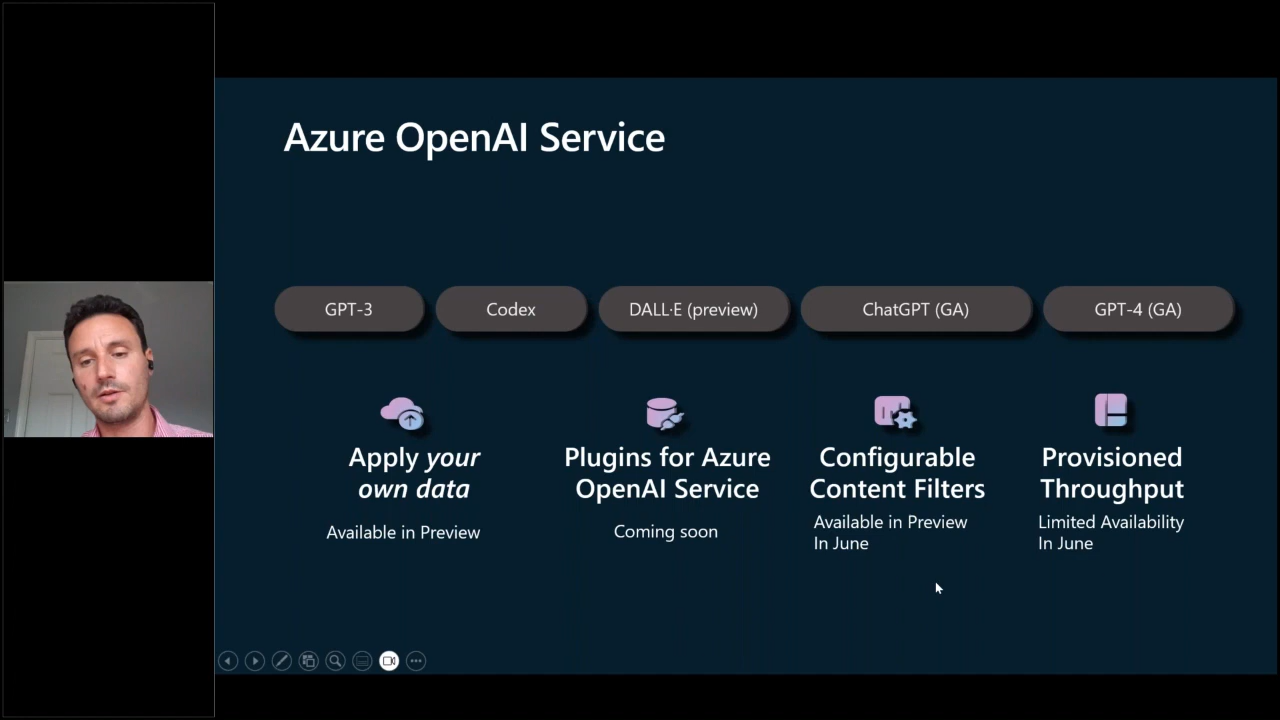 Azure OpenAI Service
GPT-3
Codex
DALL·E (preview)
ChatGPT (GA)
GPT-4 (GA)
Apply your
own data
Available in Preview
Plugins for Azure
OpenAI Service
Coming soon
Configurable
Content Filters
Available in Preview
In June
Provisioned
Throughput
Limited Availability
In June